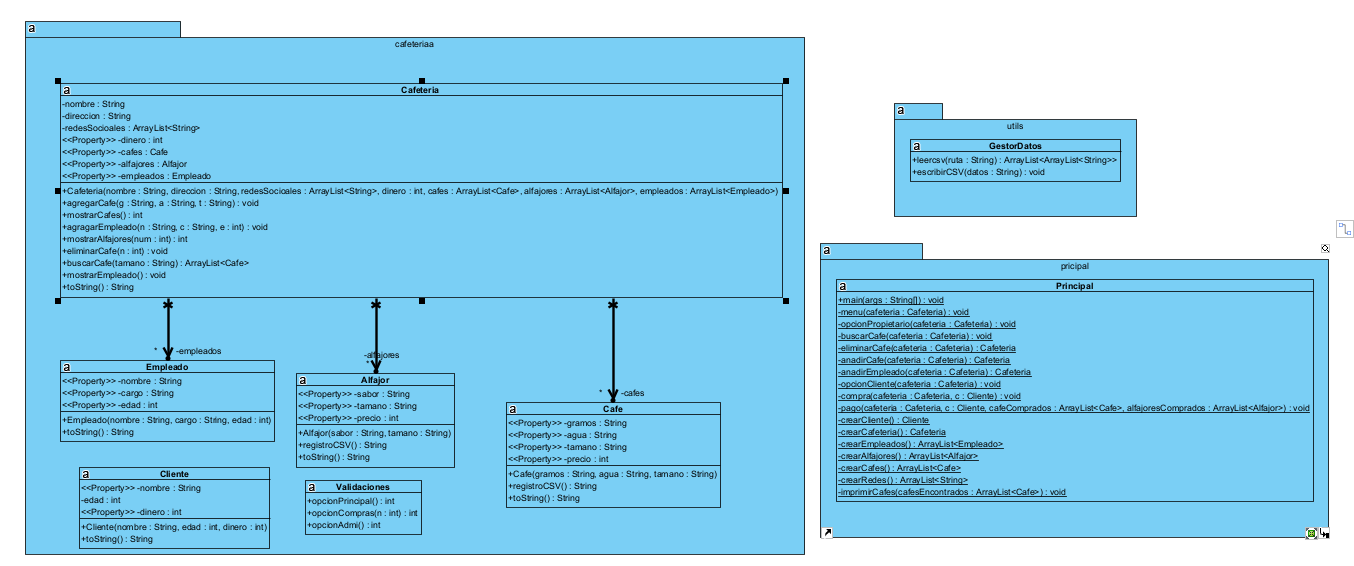 a
cafeteriaa
a
Cafeteria
-nombre : String
-direccion : String
-redesSocioales : ArrayList<String>
<<Property>> -dinero : int
<<Property>> -cafes : Cafe
<<Property>> -alfajores : Alfajor
<<Property>> -empleados : Empleado
+Cafeteria(nombre : String, direccion : String, redesSocioales : ArrayList<String>, dinero : int, cafes : ArrayList<Cafe>, alfajores : ArrayList<Alfajor>, empleados : ArrayList<Empleado>)
+agregarCafe(g : String, a : String, t : String) : void
+mostrarCafes() : int
+agragarEmpleado(n : String, c : String, e : int) : void
+mostrarAlfajores(num : int) : int
+eliminarCafe(n : int) : void
+buscarCafe(tamano : String) : ArrayList<Cafe>
+mostrarEmpleado() : void
+toString() : String
*
-empleados
-alfajores
*
*
-cafes
a
Empleado
<<Property>> -nombre : String
<<Property>> -cargo : String
<<Property>> -edad : int
+Empleado(nombre : String, cargo : String, edad : int)
+toString() : String
a
Alfajor
<<Property>> -sabor : String
<<Property>> -tamano : String
<<Property>> -precio : int
+Alfajor(sabor : String, tamano : String)
+registroCSV() : String
+toString() : String
a
Cafe
<<Property>> -gramos : String
<<Property>> -agua : String
<<Property>> -tamano : String
<<Property>> -precio : int
+Cafe(gramos : String, agua : String, tamano : String)
+registroCSV() : String
+toString() : String
a
Cliente
<<Property>> -nombre : String
-edad : int
<<Property>> -dinero : int
+Cliente(nombre : String, edad : int, dinero : int)
+toString() : String
a
Validaciones
+opcionPrincipal() : int
+opcionCompras(n : int) : int
+opcionAdmi() : int
a
utils
a
GestorDatos
+leercsv(ruta : String) : ArrayList<ArrayList<String>>
+escribirCSV(datos : String) : void
a
pricipal
a
Principal
+main(args : String[]) : void
-menu(cafeteria : Cafeteria) : void
-opcionPropietario(cafeteria : Cafeteria) : void
-buscarCafe(cafeteria : Cafeteria) : void
-eliminarCafe(cafeteria : Cafeteria) : Cafeteria
-anadirCafe(cafeteria : Cafeteria) : Cafeteria
-anadirEmpleado(cafeteria : Cafeteria) : Cafeteria
-opcionCliente(cafeteria : Cafeteria) : void
-compra(cafeteria : Cafeteria, c : Cliente) : void
-pago(cafeteria : Cafeteria, c : Cliente, cafeComprados : ArrayList<Cafe>, alfajoresComprados : ArrayList<Alfajor>) : void
-crearCliente() : Cliente
-crearCafeteria() : Cafeteria
-crearEmpleados() : ArrayList<Empleado>
-crearAlfajores() : ArrayList<Alfajor>
-crearCafes() : ArrayList<Cafe>
-crearRedes() : ArrayList<String>
-imprimirCafes(cafesEncontrados : ArrayList<Cafe>) : void